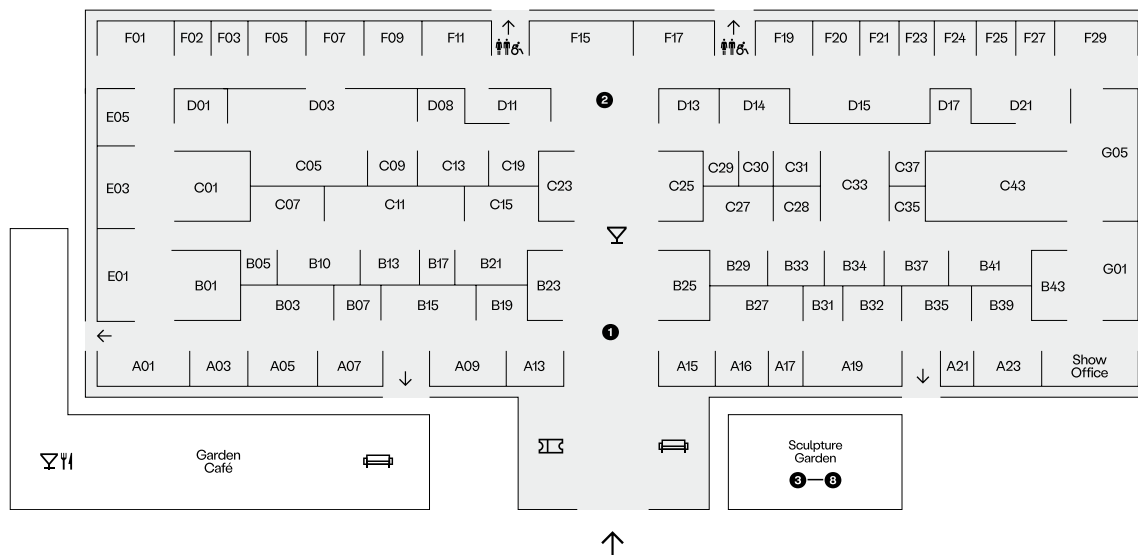 F01 F02 F03 F05 F07 F09 F11 F15 F17 F19 F20 F21 F23 F24 F25 F27 F29
2
E05 D01 D03 D08 D11 D13 D14 D15 D17 D21
G05
C05 C09 C13 C19 C29 C30 C31 C37
E03 C01 C23 C25 C33 C43
C07 C11 C15 C27 C28 C35
B05 B10 B13 B17 B21 B29 B33 B34 B37 B41
E01 B01 B23 B25 B43 G01
B03 B07 B15 B19 B27 B31 B32 B35 B39
1
A01 A03 A05 A07 A09 A13 A15 A16 A17 A19 A21 A23
Show
Office
Garden
Café
Sculpture
Garden
3—8